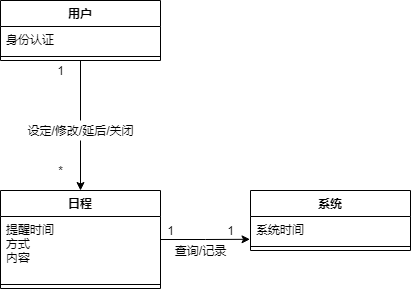 用户
身份认证
1
设定/修改/延后/关闭
*
日程
提醒时间
方式
内容
1
1
查询/记录
系统
系统时间